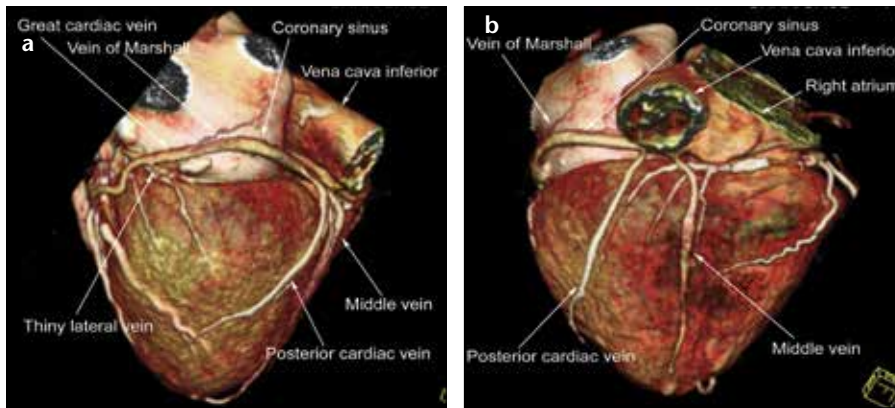 a
Great cardiac vein
Vein of Marshall
Coronary sinus
Vena cava inferior
Middle vein
Thiny lateral vein
Posterior cardiac vein
b
Vein of Marshall
Coronary sinus
Vena cava inferior
Right atrium
Posterior cardiac vein
Middle vein